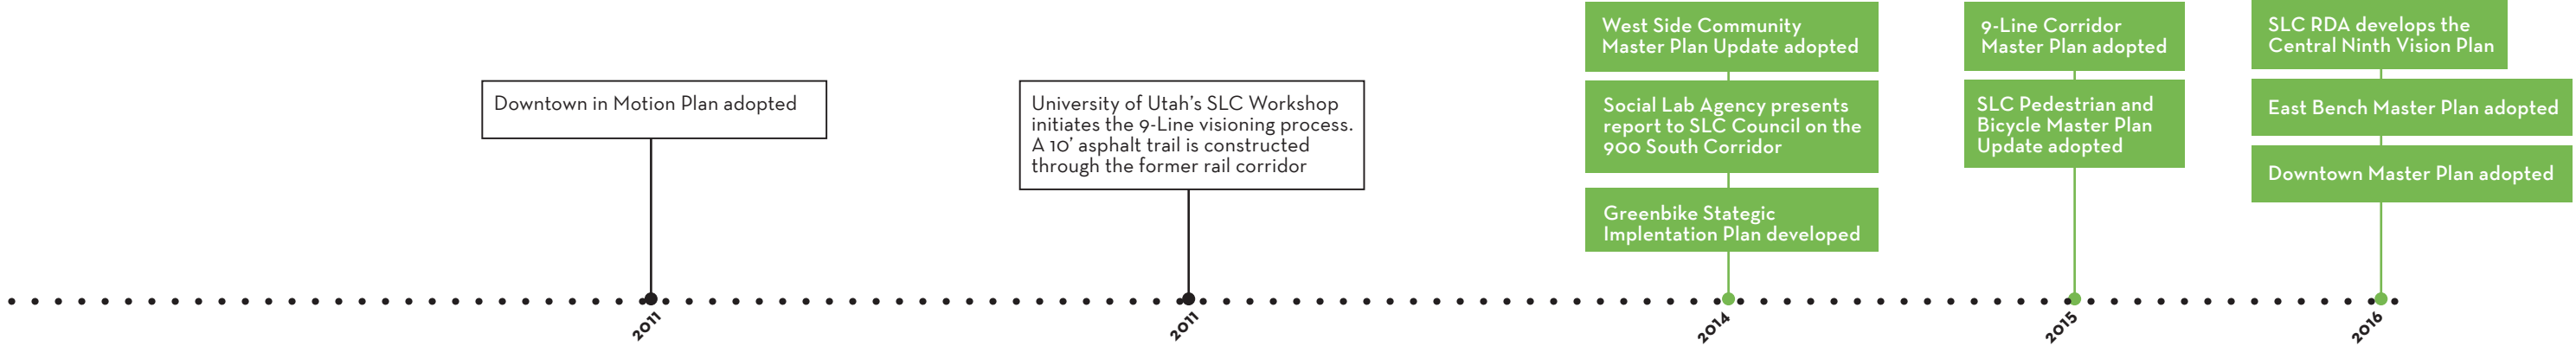 Downtown in Motion Plan adopted
2011
University of Utah's SLC Workshop
initiates the 9-Line visioning process.
A 10' asphalt trail is constructed
through the former rail corridor
2011
West Side Community
Master Plan Update adopted
Social Lab Agency presents
report to SLC Council on the
900 South Corridor
Greenbike Stategic
Implentation Plan developed
2014
9-Line Corridor
Master Plan adopted
SLC Pedestrian and
Bicycle Master Plan
Update adopted
2015
SLC RDA develops the
Central Ninth Vision Plan
East Bench Master Plan adopted
Downtown Master Plan adopted
2016